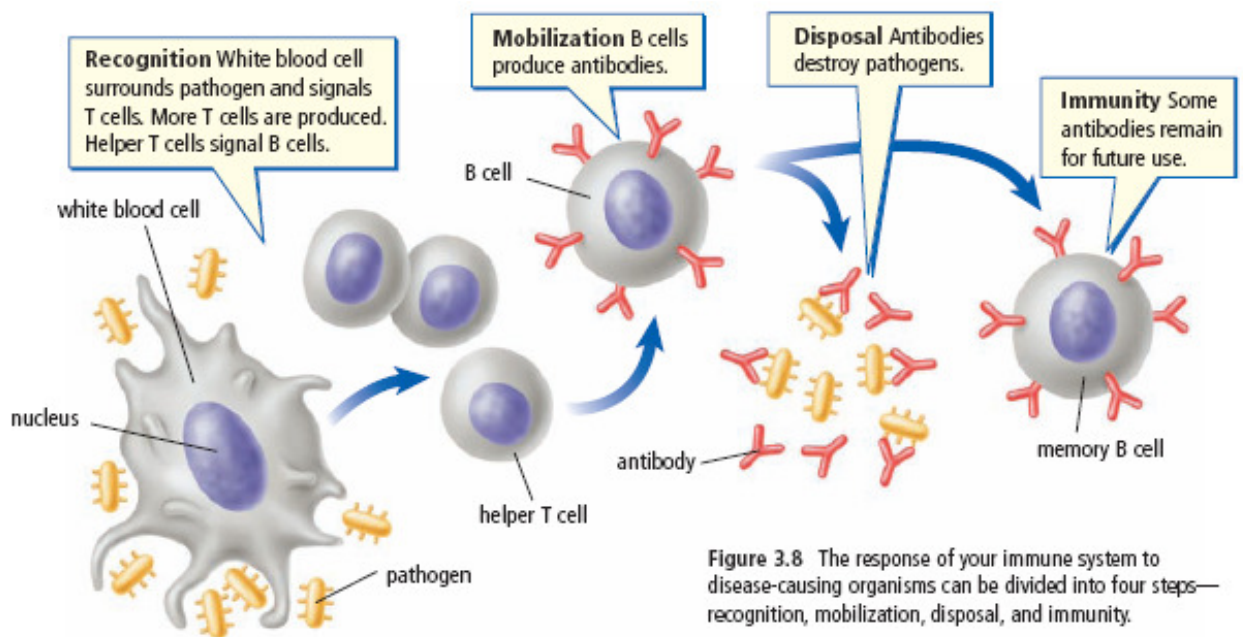 Recognition White blood cell
surrounds pathogen and signals
T cells. More T cells are produced.
Helper T cells signal B cells.
Mobilization B cells
produce antibodies.
Disposal Antibodies
destroy pathogens.
Immunity Some
antibodies remain
for future use.
white blood cell
B cell
nucleus
helper T cell
pathogen
antibody
memory B cell
Figure 3.8 The response of your immune system to
disease-causing organisms can be divided into four steps—
recognition, mobilization, disposal, and immunity.